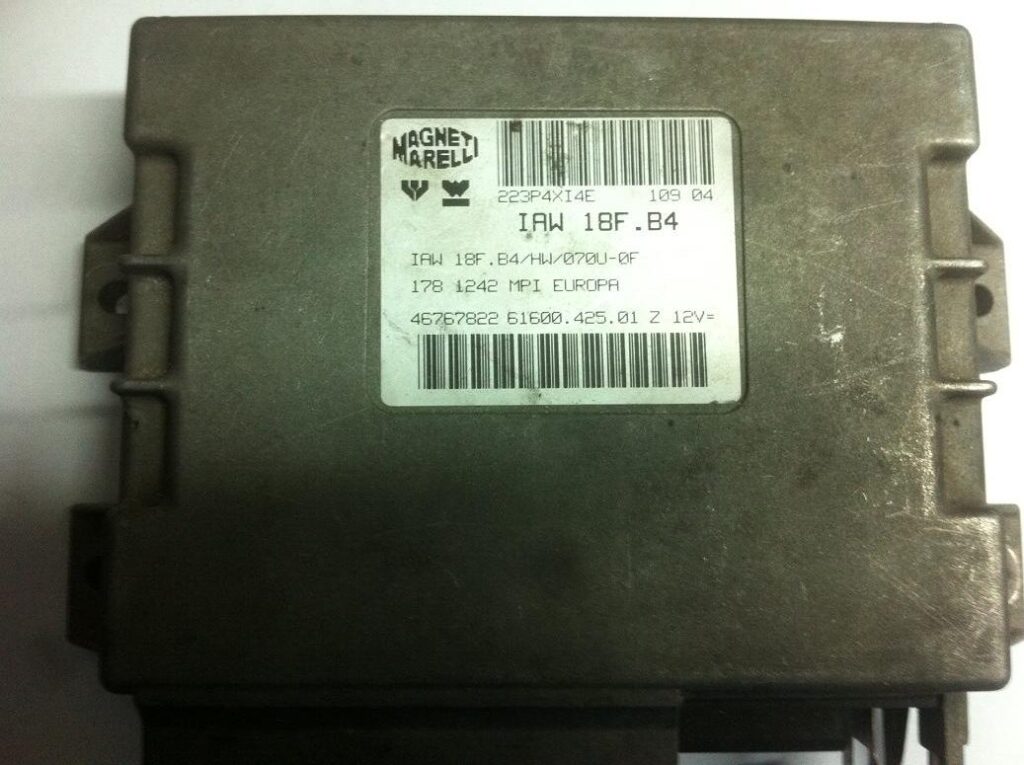 MAGNETI
MARELLI
223P4XI4E 109 04
IAW 18F.B4
IAW 18F.B4/HW/070U-0F
178 1242 MPI EUROPA
46767822 61600.425.01 Z 12V=